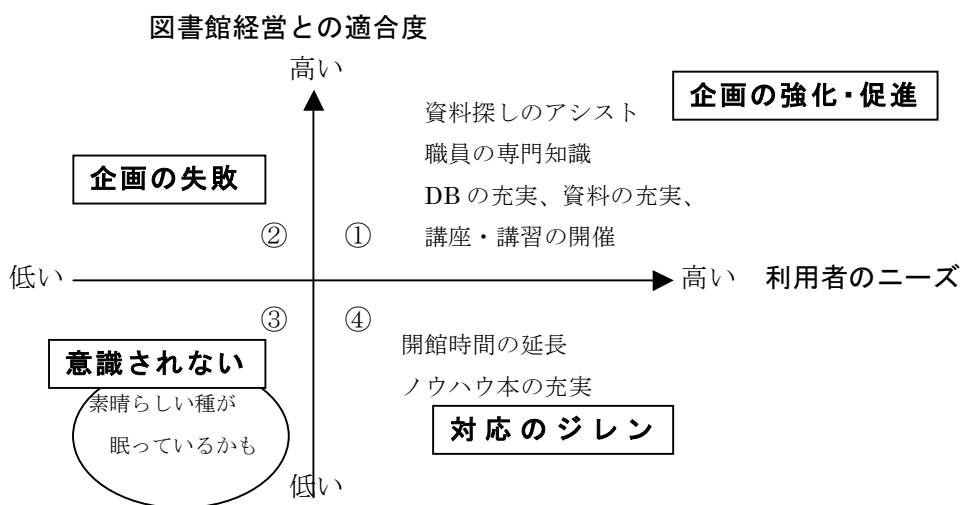 図書館経営との適合度
高い
企画の強化・促進
資料探しのアシスト
職員の専門知識
DBの充実、資料の充実、
講座・講習の開催
企画の失敗
② ①
低い
高い 利用者のニーズ
③ ④
意識されない
素晴らしい種が
眠っているかも
開館時間の延長
ノウハウ本の充実
対応のジレン
低い